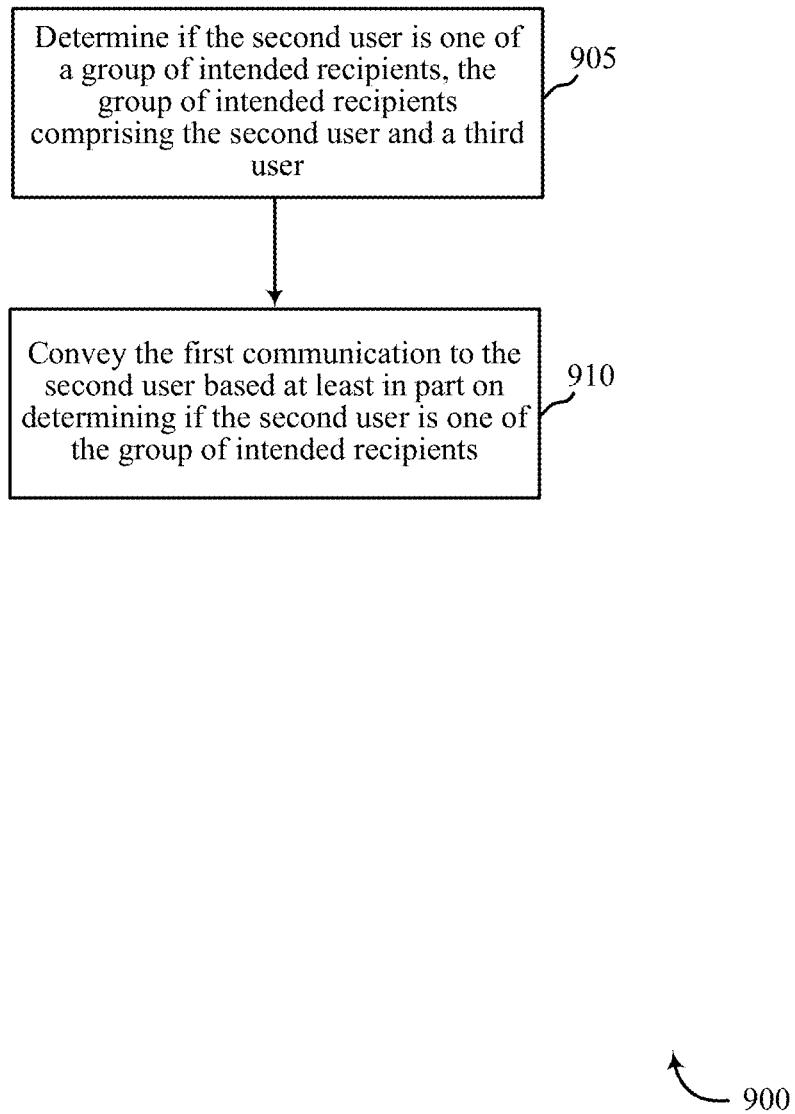 Determine if the second user is one of
a group of intended recipients, the
group of intended recipients
comprising the second user and a third
user
905
Convey the first communication to the
second user based at least in part on
determining if the second user is one of
the group of intended recipients
910
900